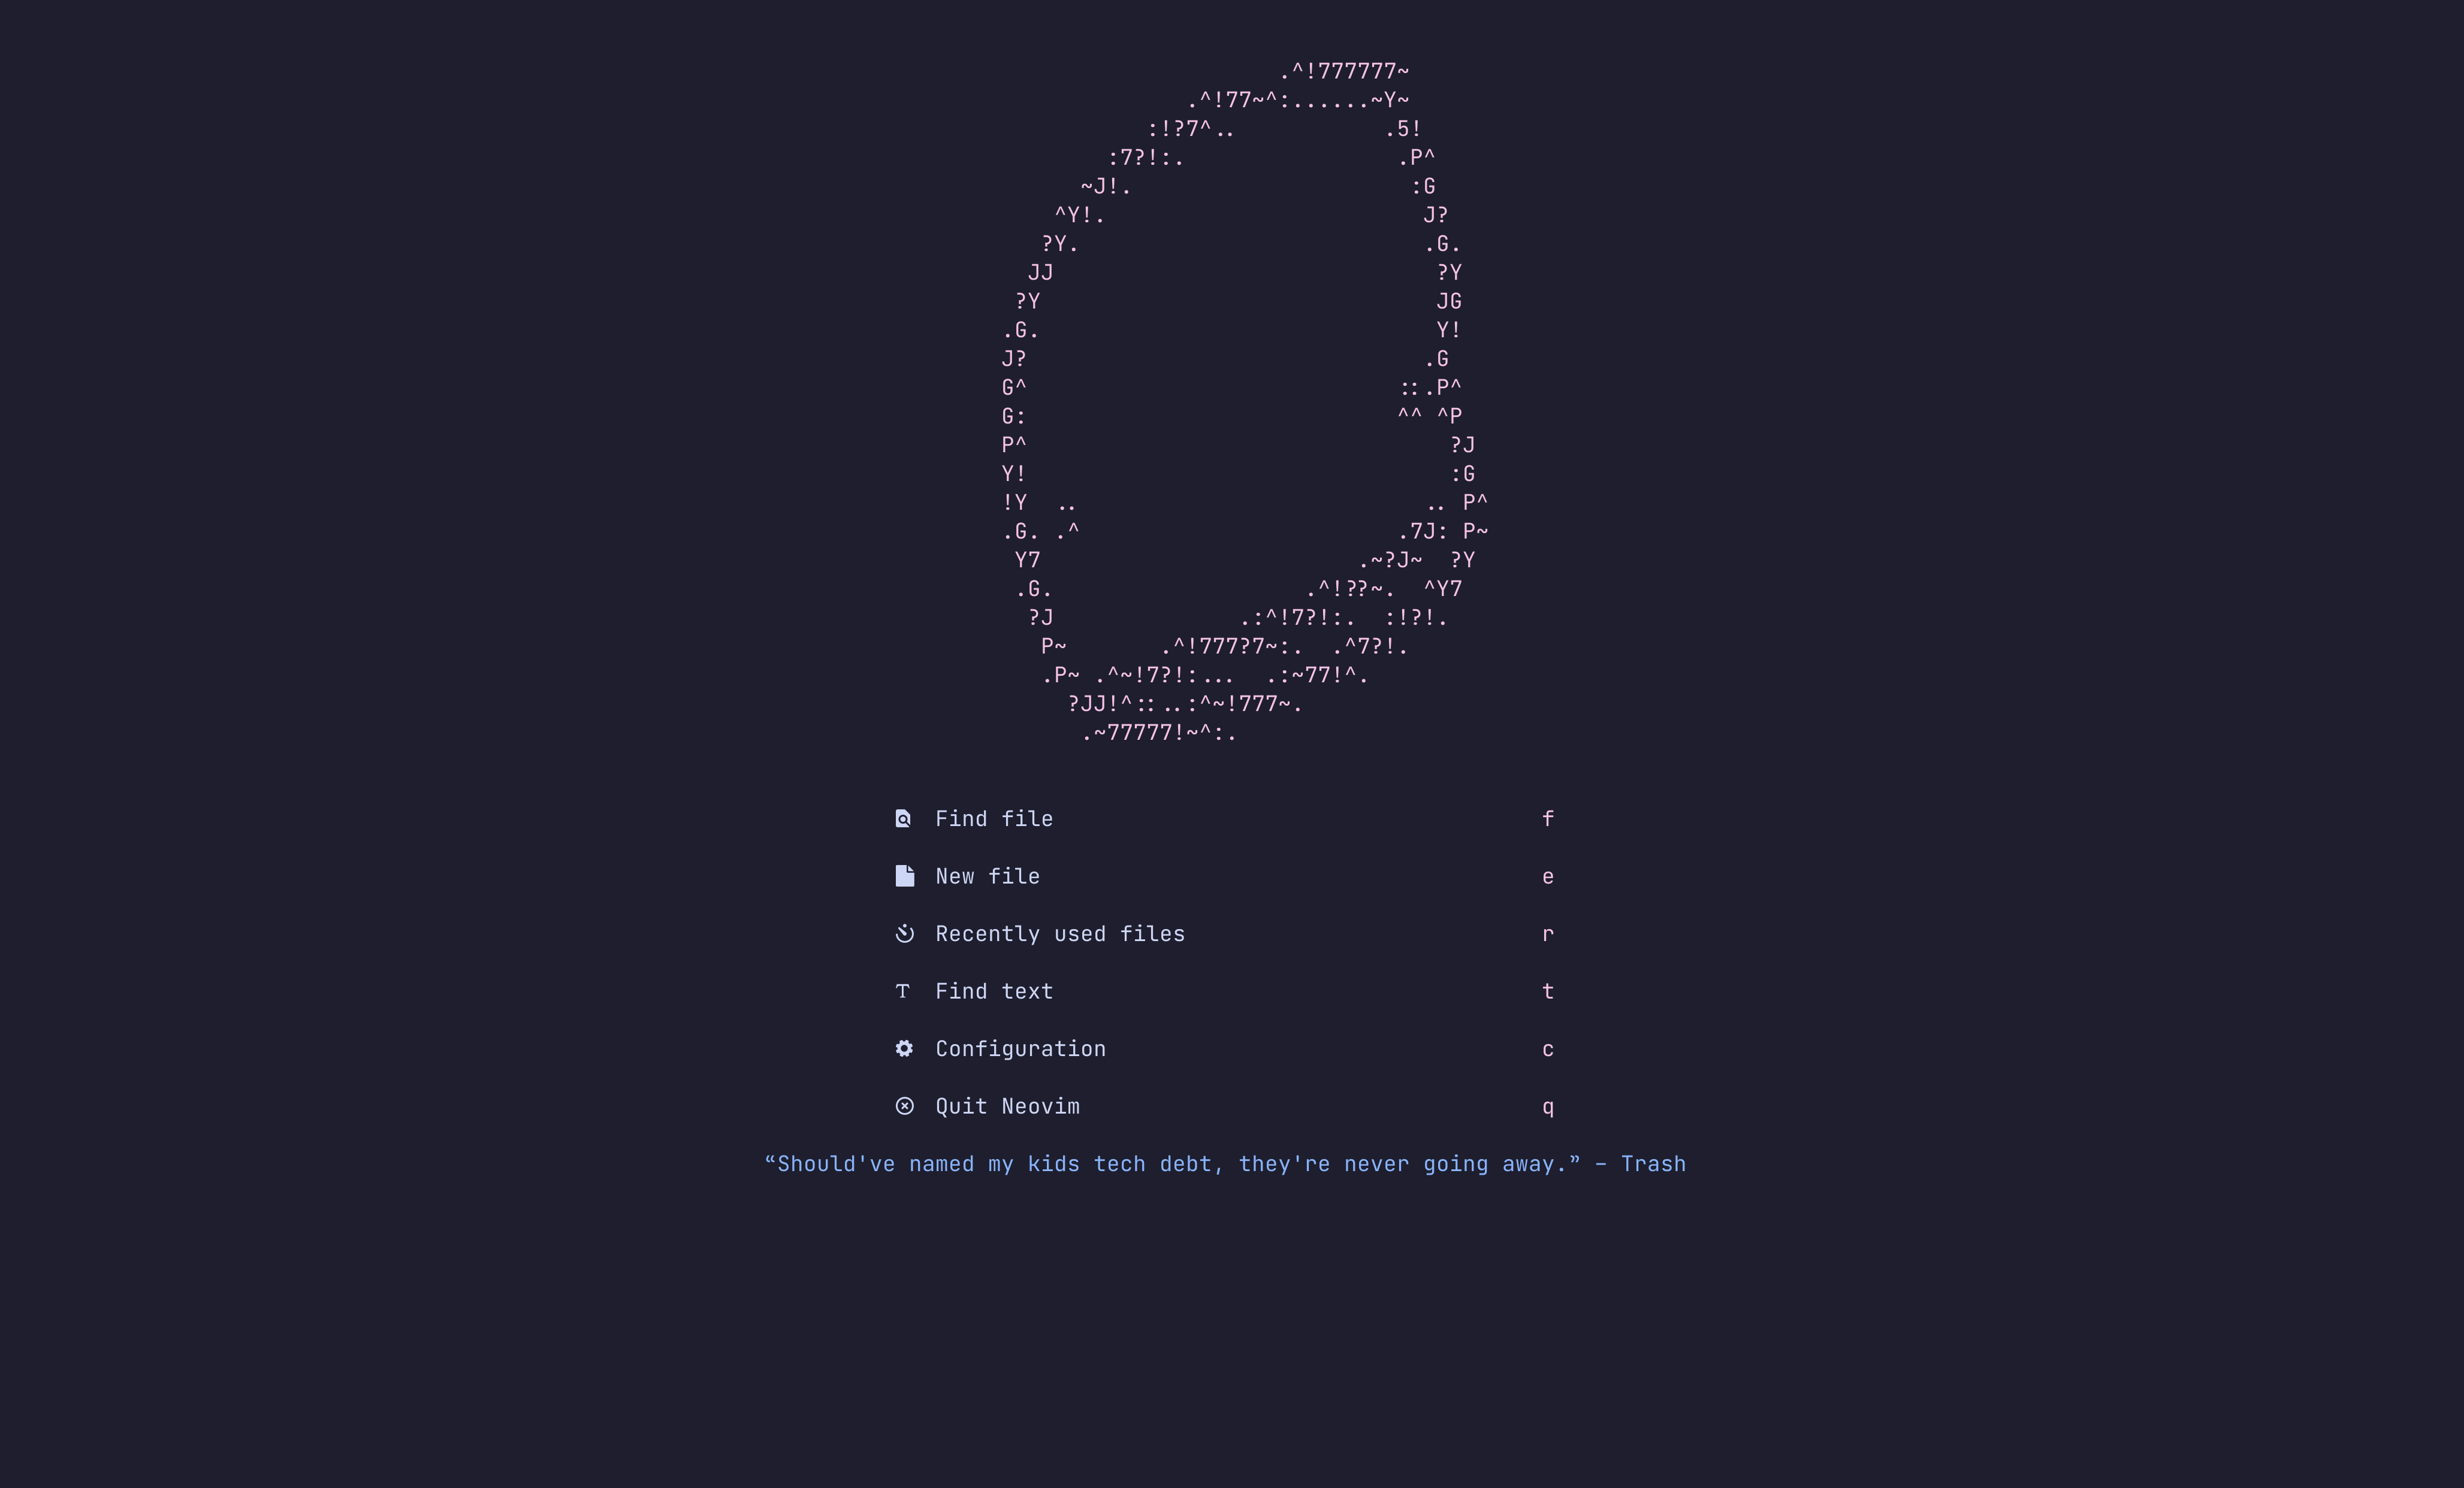 .^!777777~
.^!77~^:......~Y~
:!?7^.. .5!
:7?!:. .P^
~J!. :G
^Y!. J?
?Y. .G.
JJ ?Y
?Y JG
.G. Y!
J? .G
G^ ::.P^
G: ^^ ^P
P^ ?J
Y! :G
!Y .. .. P^
.G. .^ .7J: P~
Y7 .~?J~ ?Y
.G. .^!??~. ^Y7
?J .:^!7?!:. :!?!.
P~ .^!777?7~:. .^7?!.
.P~ .^~!7?!:... .:~77!^.
?JJ!^::..:^~!777~.
.~77777!~^:.
Find file f
New file e
Recently used files r
Find text t
Configuration c
Quit Neovim q
“Should've named my kids tech debt, they're never going away.” – Trash